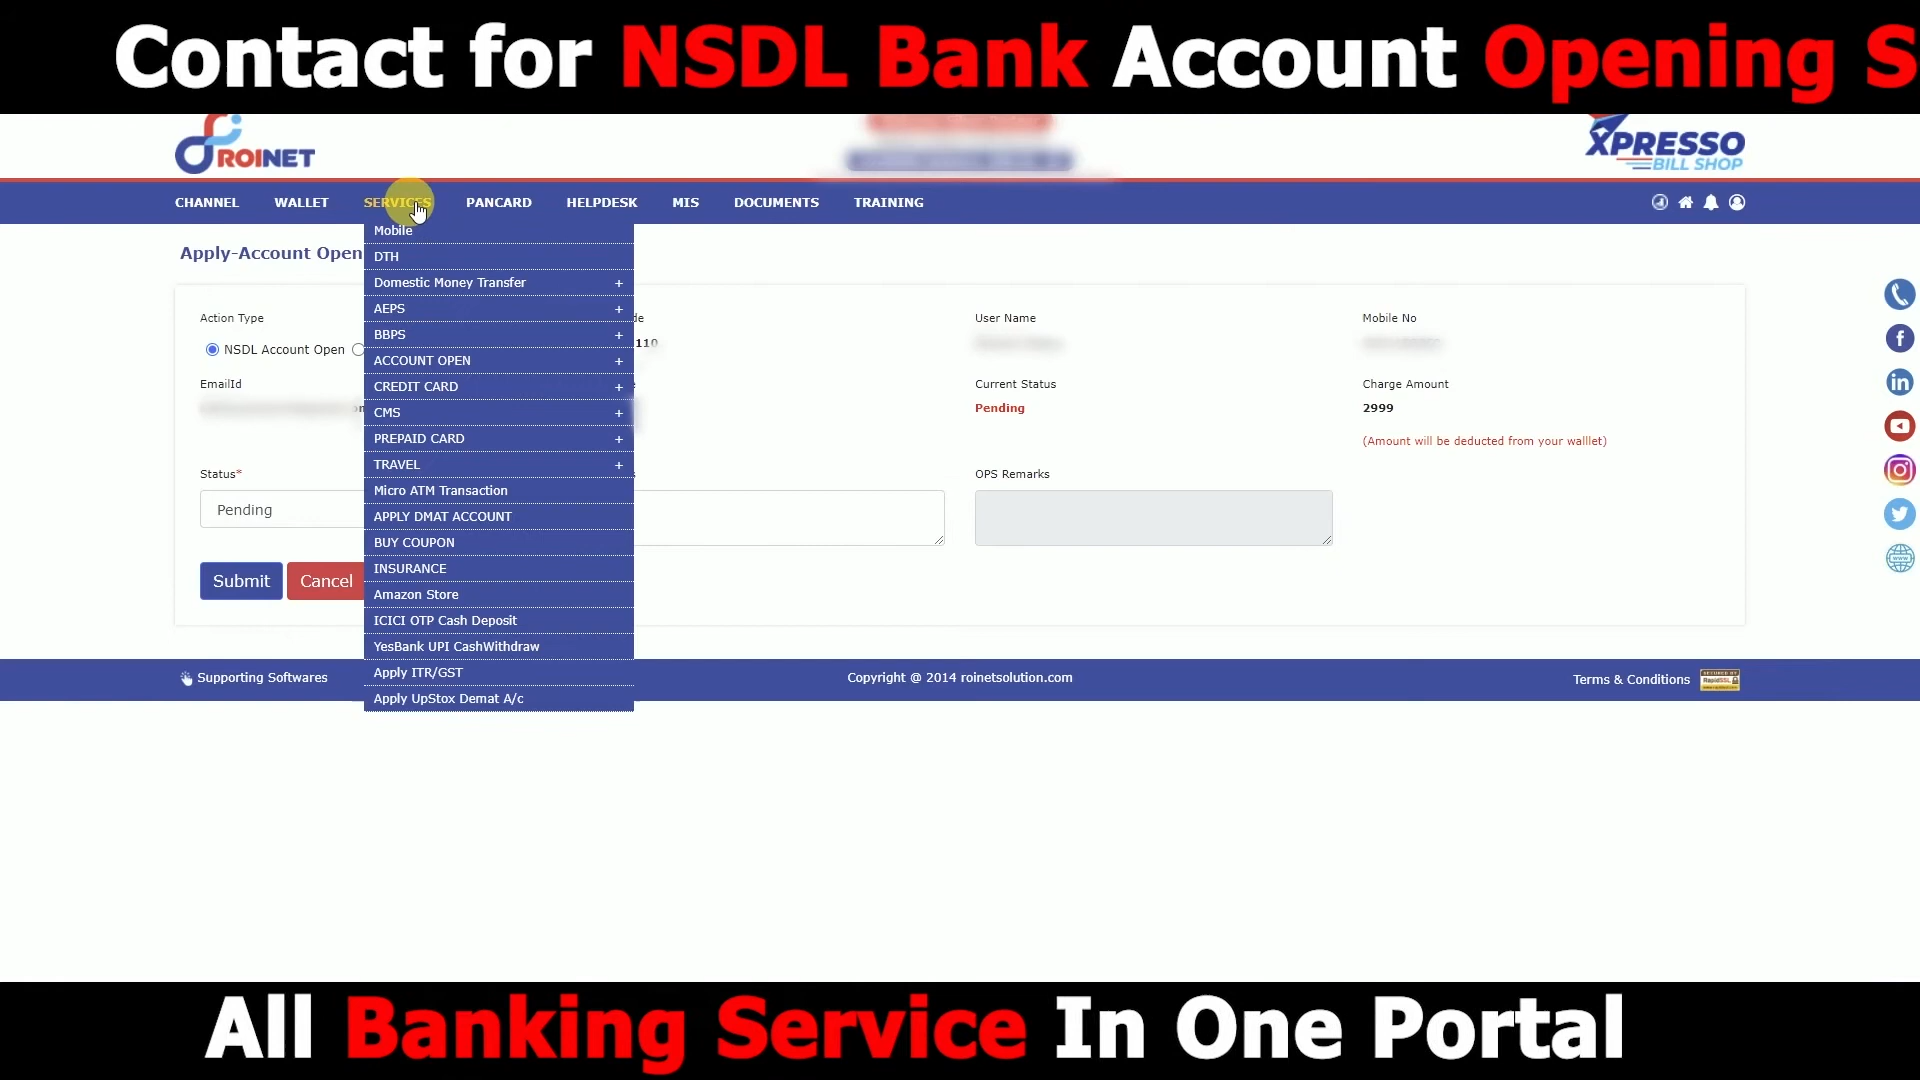 Contact for NSDL Bank Account Opening S
ROINET
XPRESSO
BILL SHOP
CHANNEL WALLET SERVICES PANCARD HELPDESK MIS DOCUMENTS TRAINING
Mobile
DTH
Domestic Money Transfer +
AEPS +
BBPS +
ACCOUNT OPEN +
CREDIT CARD +
CMS +
PREPAID CARD +
TRAVEL +
Micro ATM Transaction
APPLY DMAT ACCOUNT
BUY COUPON
INSURANCE
Amazon Store
ICICI OTP Cash Deposit
YesBank UPI CashWithdraw
Apply ITR/GST
Apply UpStox Demat A/c
Apply-Account Open
Action Type
User Name
Mobile No
NSDL Account Open
110
EmailId
Current Status
Charge Amount
Pending
2999
(Amount will be deducted from your walllet)
Status*
OPS Remarks
Pending
Submit Cancel
Supporting Softwares
Copyright @ 2014 roinetsolution.com
Terms & Conditions
RapidSSL
All Banking Service In One Portal